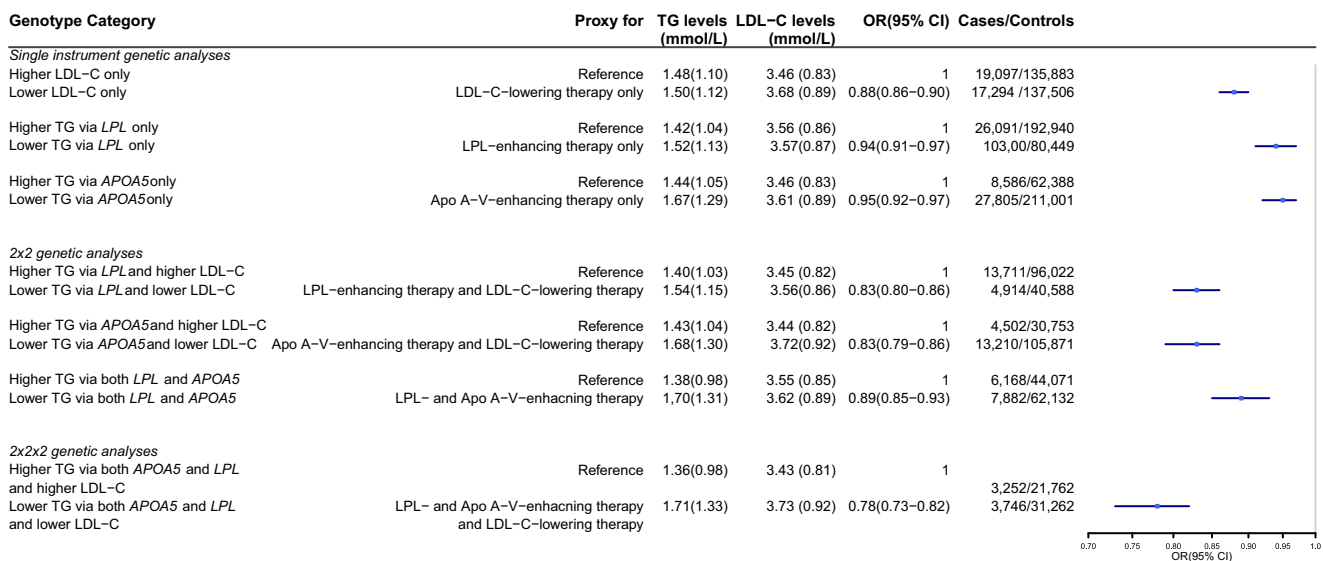 Genotype Category Proxy for TG levels LDL−C levels OR(95% CI) Cases/Controls
(mmol/L) (mmol/L)
Single instrument genetic analyses
Higher LDL−C only Reference 1.48(1.10) 3.46 (0.83) 1 19,097/135,883
Lower LDL−C only LDL−C−lowering therapy only 1.50(1.12) 3.68 (0.89) 0.88(0.86−0.90) 17,294 /137,506
Higher TG via LPL only Reference 1.42(1.04) 3.56 (0.86) 1 26,091/192,940
Lower TG via LPL only LPL−enhancing therapy only 1.52(1.13) 3.57(0.87) 0.94(0.91−0.97) 103,00/80,449
Higher TG via APOA5only Reference 1.44(1.05) 3.46 (0.83) 1 8,586/62,388
Lower TG via APOA5only Apo A−V−enhancing therapy only 1.67(1.29) 3.61 (0.89) 0.95(0.92−0.97) 27,805/211,001
2x2 genetic analyses
Higher TG via LPLand higher LDL−C Reference 1.40(1.03) 3.45 (0.82) 1 13,711/96,022
Lower TG via LPLand lower LDL−C LPL−enhancing therapy and LDL−C−lowering therapy 1.54(1.15) 3.56(0.86) 0.83(0.80−0.86) 4,914/40,588
Higher TG via APOA5and higher LDL−C Reference 1.43(1.04) 3.44 (0.82) 1 4,502/30,753
Lower TG via APOA5and lower LDL−C Apo A−V−enhancing therapy and LDL−C−lowering therapy 1.68(1.30) 3.72(0.92) 0.83(0.79−0.86) 13,210/105,871
Higher TG via both LPL and APOA5 Reference 1.38(0.98) 3.55 (0.85) 1 6,168/44,071
Lower TG via both LPL and APOA5 LPL− and Apo A−V−enhacning therapy 1,70(1.31) 3.62 (0.89) 0.89(0.85−0.93) 7,882/62,132
2x2x2 genetic analyses
Higher TG via both APOA5 and LPL Reference 1.36(0.98) 3.43 (0.81) 1
and higher LDL−C 3,252/21,762
Lower TG via both APOA5 and LPL LPL− and Apo A−V−enhacning therapy 1.71(1.33) 3.73 (0.92) 0.78(0.73−0.82) 3,746/31,262
and lower LDL−C and LDL−C−lowering therapy
0.70 0.75 0.80 0.85 0.90 0.95 1.0
OR(95% CI)